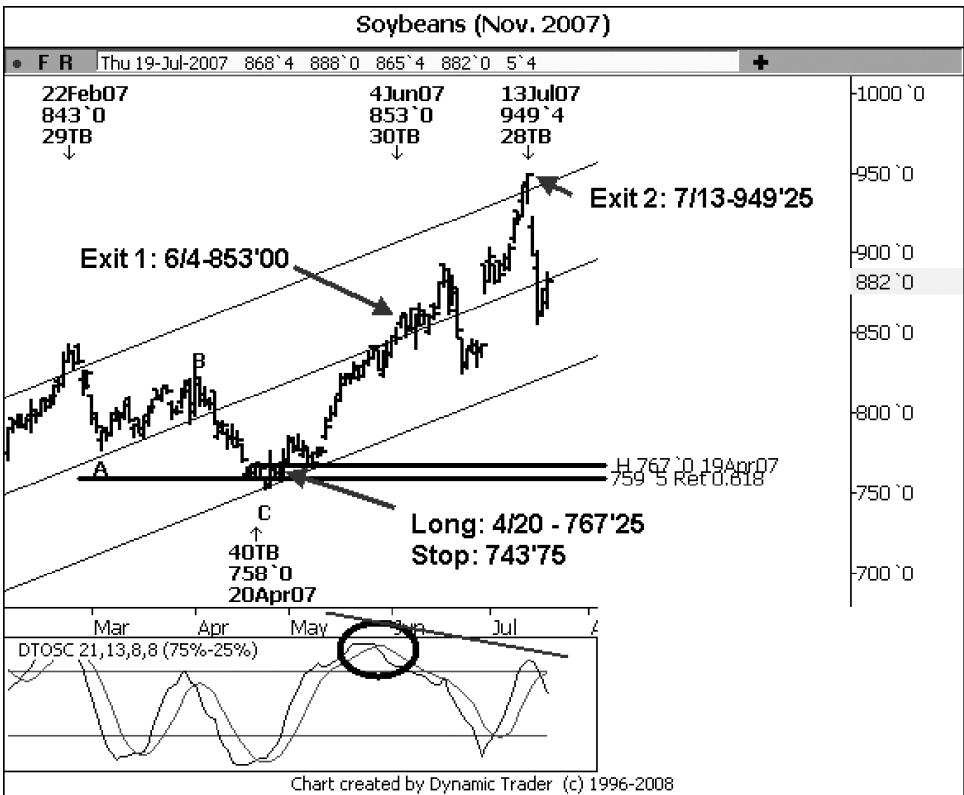 Soybeans (Nov. 2007)
F R Thu 19-Jul-2007 868`4 888`0 865`4 882`0 5`4
22Feb07
843`0
29TB
4Jun07
853`0
30TB
13Jul07
949`4
28TB
1000`0
950`0
Exit 2: 7/13-949'25
Exit 1: 6/4-853'00
900`0
882`0
850`0
B
800`0
A
H 767`0 19Apr07
759`5 Ret 0.618
750`0
C
Long: 4/20 - 767'25
Stop: 743'75
40TB
758`0
20Apr07
700`0
Mar Apr May Jun Jul A
DTOSC 21,13,8,8 (75%-25%)
Chart created by Dynamic Trader (c) 1996-2008